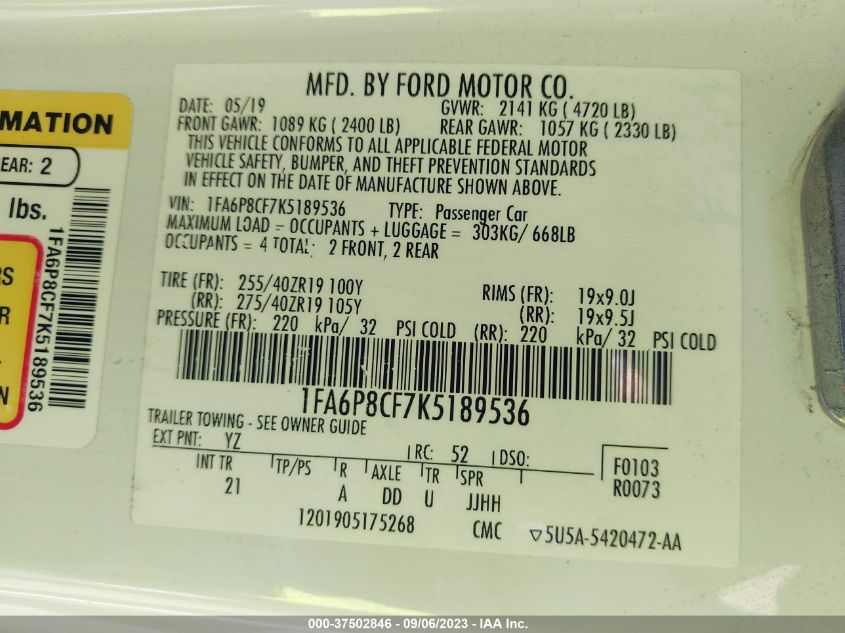 MFD. BY FORD MOTOR CO.
DATE: 05/19 GVWR: 2141 KG ( 4720 LB)
FRONT GAWR: 1089 KG ( 2400 LB) REAR GAWR: 1057 KG ( 2330 LB)
THIS VEHICLE CONFORMS TO ALL APPLICABLE FEDERAL MOTOR
VEHICLE SAFETY, BUMPER, AND THEFT PREVENTION STANDARDS
IN EFFECT ON THE DATE OF MANUFACTURE SHOWN ABOVE.
VIN: 1FA6P8CF7K5189536 TYPE: Passenger Car
MAXIMUM LOAD = OCCUPANTS + LUGGAGE = 303KG/ 668LB
OCCUPANTS = 4 TOTAL: 2 FRONT, 2 REAR
TIRE (FR): 255/40ZR19 100Y RIMS (FR): 19x9.0J
(RR): 275/40ZR19 105Y (RR): 19x9.5J
PRESSURE (FR): 220 kPa/ 32 PSI COLD (RR): 220 kPa/ 32 PSI COLD
1FA6P8CF7K5189536
TRAILER TOWING - SEE OWNER GUIDE
EXT PNT: YZ RC: 52 DSO:
INT TR TP/PS R AXLE TR SPR
21 A DD U JJHH
F0103
R0073
1201905175268 CMC 5U5A-5420472-AA
MATION
EAR: 2
lbs.
1FA6P8CF7K5189536
RS
R
N
000-37502846 - 09/06/2023 - IAA Inc.